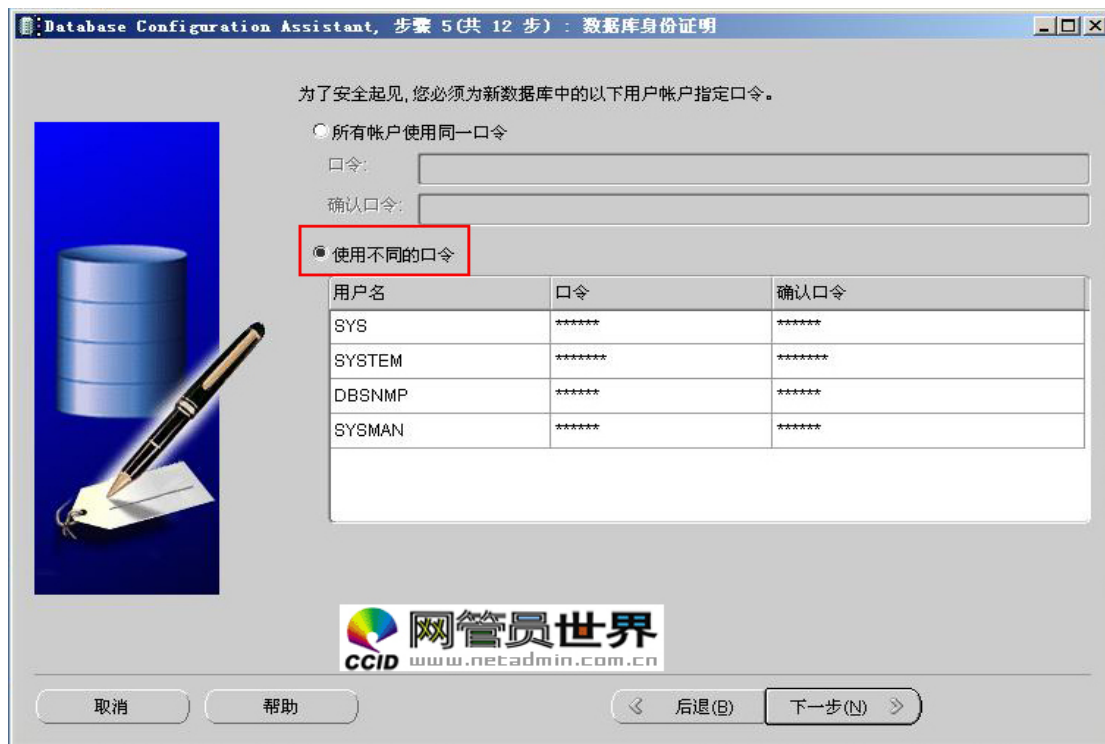 Database Configuration Assistant, 步骤 5(共 12 步) : 数据库身份证明
为了安全起见,您必须为新数据库中的以下用户帐户指定口令。
所有帐户使用同一口令
口令:
确认口令:
使用不同的口令
用户名 口令 确认口令
SYS ****** ******
SYSTEM ******* *******
DBSNMP ****** ******
SYSMAN ****** ******
CCID 网管员世界
www.netadmin.com.cn
取消 帮助 后退(B) 下一步(N)